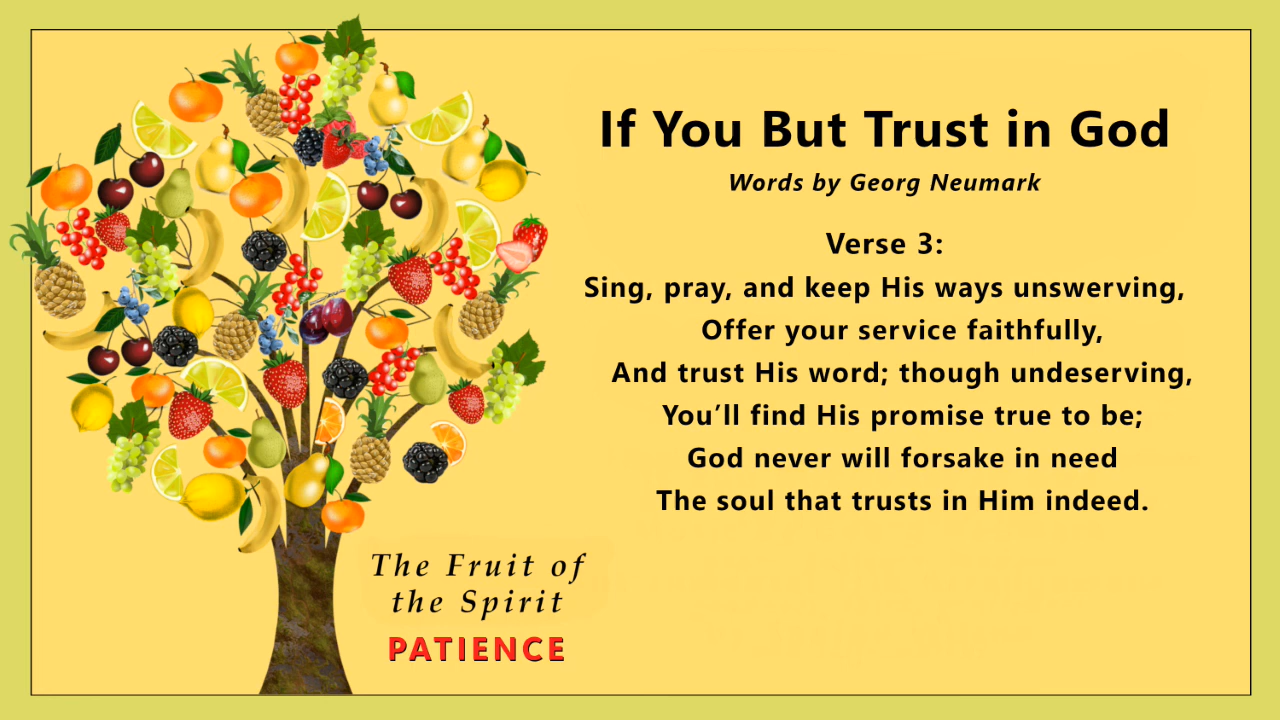 If You But Trust in God
Words by Georg Neumark
Verse 3:
Sing, pray, and keep His ways unswerving,
Offer your service faithfully,
And trust His word; though undeserving,
You’ll find His promise true to be;
God never will forsake in need
The soul that trusts in Him indeed.
The Fruit of
the Spirit
PATIENCE